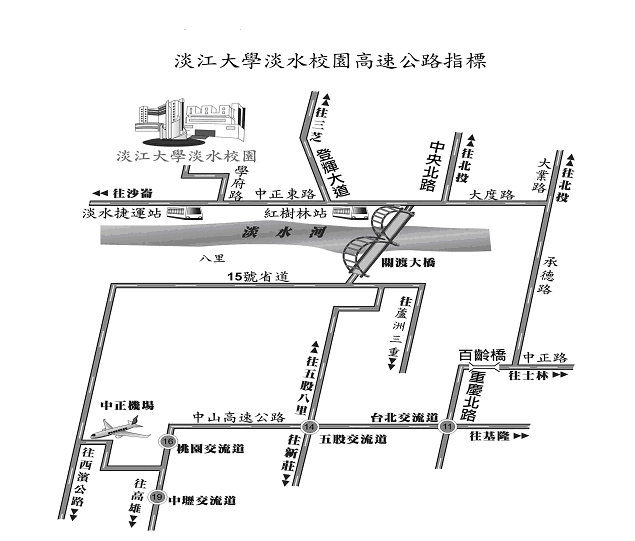 淡江大學淡水校園高速公路指標
往三芝
淡江大學淡水校園
學府路
登輝大道
中央北路
往北投
大業路
往北投
往沙崙
中正東路
大度路
淡水捷運站
紅樹林站
淡水河
八里
關渡大橋
15號省道
承德路
往蘆洲三重
往五股八里
百齡橋
中正路
往士林
重慶北路
中正機場
中山高速公路
台北交流道
16
桃園交流道
14
五股交流道
11
往基隆
往新莊
往西濱公路
往高雄
19
中壢交流道